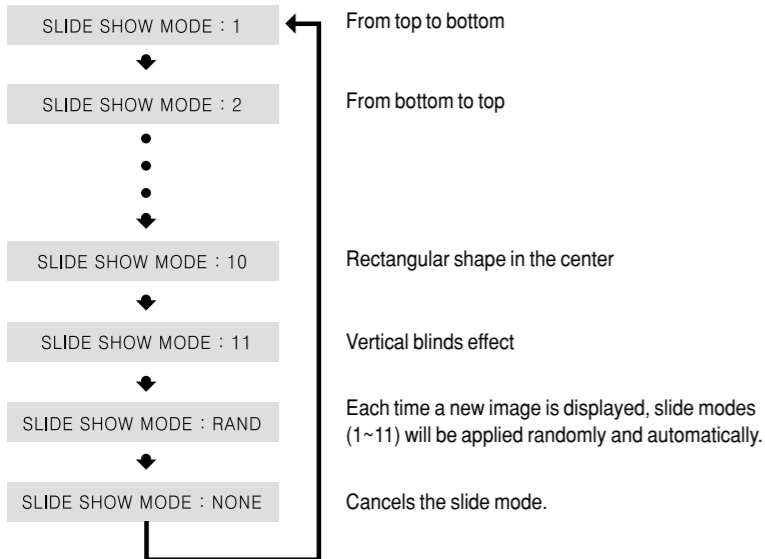 SLIDE SHOW MODE : 1
From top to bottom
SLIDE SHOW MODE : 2
From bottom to top
SLIDE SHOW MODE : 10
Rectangular shape in the center
SLIDE SHOW MODE : 11
Vertical blinds effect
SLIDE SHOW MODE : RAND
Each time a new image is displayed, slide modes
(1~11) will be applied randomly and automatically.
SLIDE SHOW MODE : NONE
Cancels the slide mode.